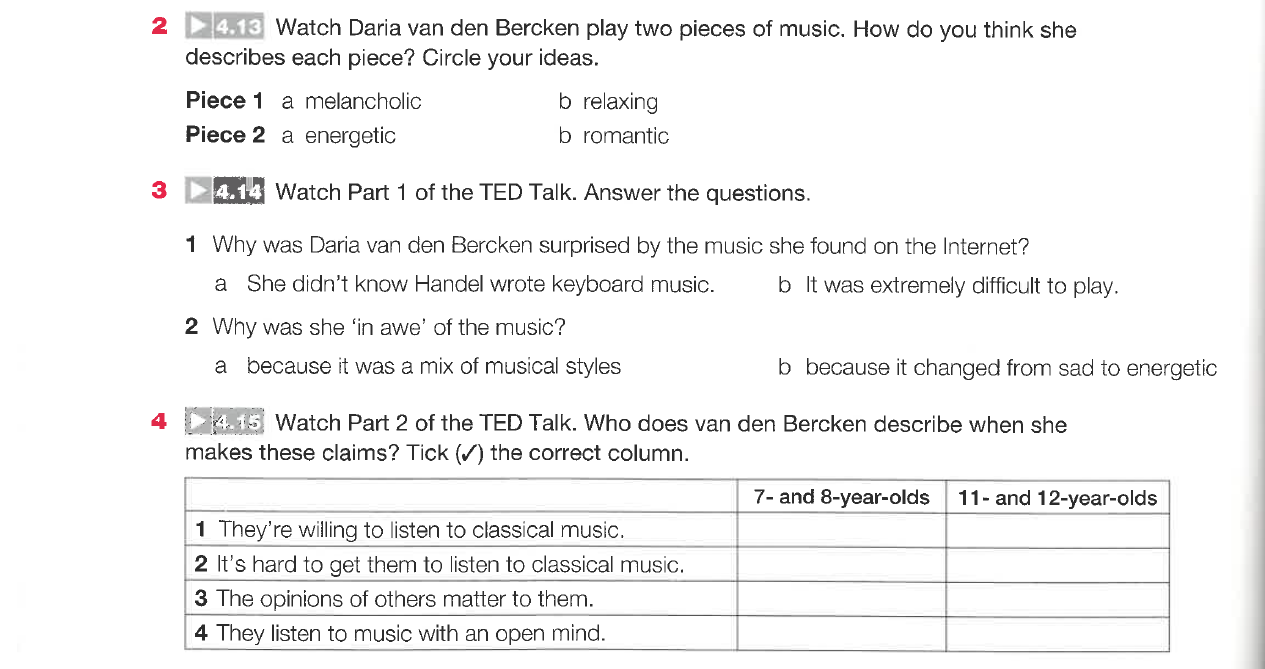 2 4.13 Watch Daria van den Bercken play two pieces of music. How do you think she
describes each piece? Circle your ideas.
Piece 1 a melancholic b relaxing
Piece 2 a energetic b romantic
3 4.14 Watch Part 1 of the TED Talk. Answer the questions.
1 Why was Daria van den Bercken surprised by the music she found on the Internet?
a She didn't know Handel wrote keyboard music. b It was extremely difficult to play.
2 Why was she 'in awe' of the music?
a because it was a mix of musical styles b because it changed from sad to energetic
4 4.15 Watch Part 2 of the TED Talk. Who does van den Bercken describe when she
makes these claims? Tick (✓) the correct column.
7- and 8-year-olds 11- and 12-year-olds
1 They're willing to listen to classical music.
2 It's hard to get them to listen to classical music.
3 The opinions of others matter to them.
4 They listen to music with an open mind.